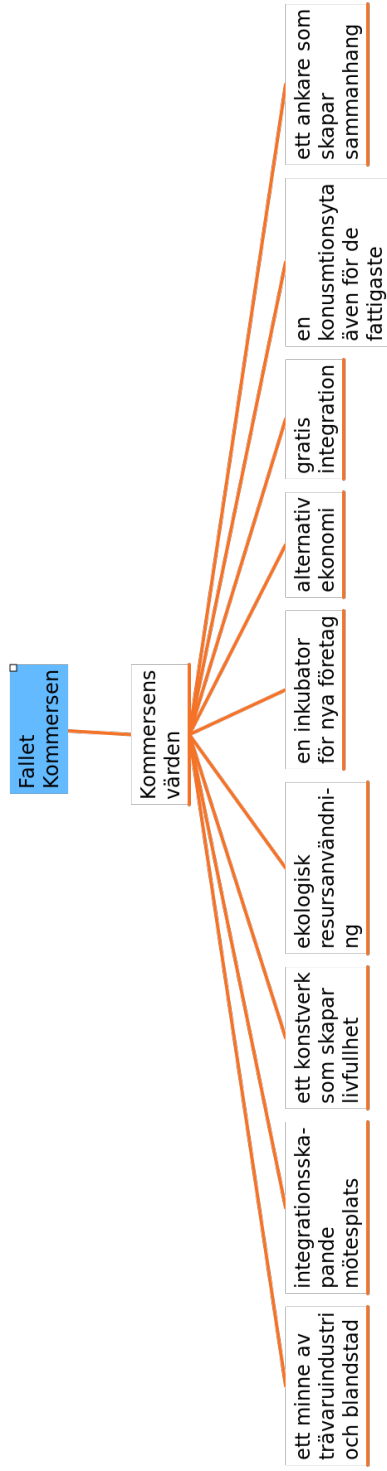 Fallet
Kommersen
Kommersens
värden
ett minne av
trävaruindustri
och blandstad
integrationsska-
pande
mötesplats
ett konstverk
som skapar
livfullhet
ekologisk
resursanvändni-
ng
en inkubator
för nya företag
alternativ
ekonomi
gratis
integration
en
konusmtionsyta
även för de
fattigaste
ett ankare som
skapar
sammanhang